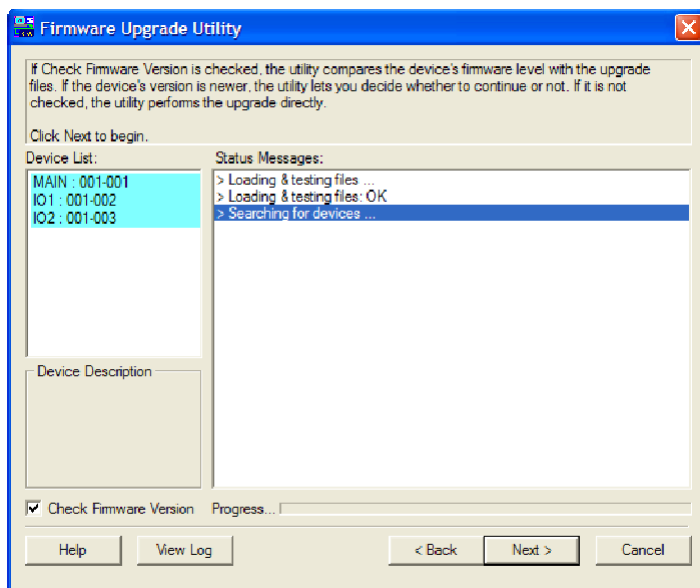 Firmware Upgrade Utility
If Check Firmware Version is checked, the utility compares the device's firmware level with the upgrade
files. If the device's version is newer, the utility lets you decide whether to continue or not. If it is not
checked, the utility performs the upgrade directly.
Click Next to begin.
Device List:
MAIN : 001-001
IO1 : 001-002
IO2 : 001-003
Status Messages:
> Loading & testing files ...
> Loading & testing files: OK
> Searching for devices ...
Device Description
Check Firmware Version
Progress...
Help
View Log
< Back
Next >
Cancel